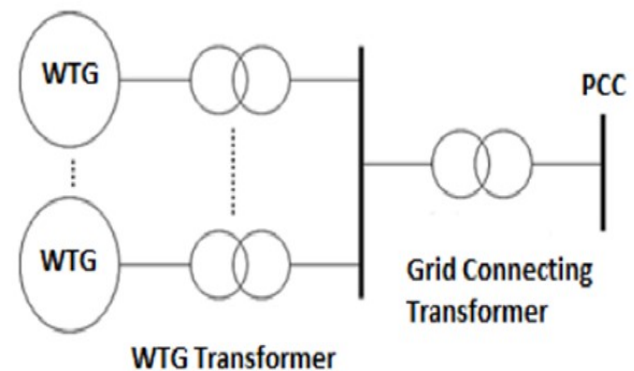 WTG
PCC
WTG
Grid Connecting
Transformer
WTG Transformer